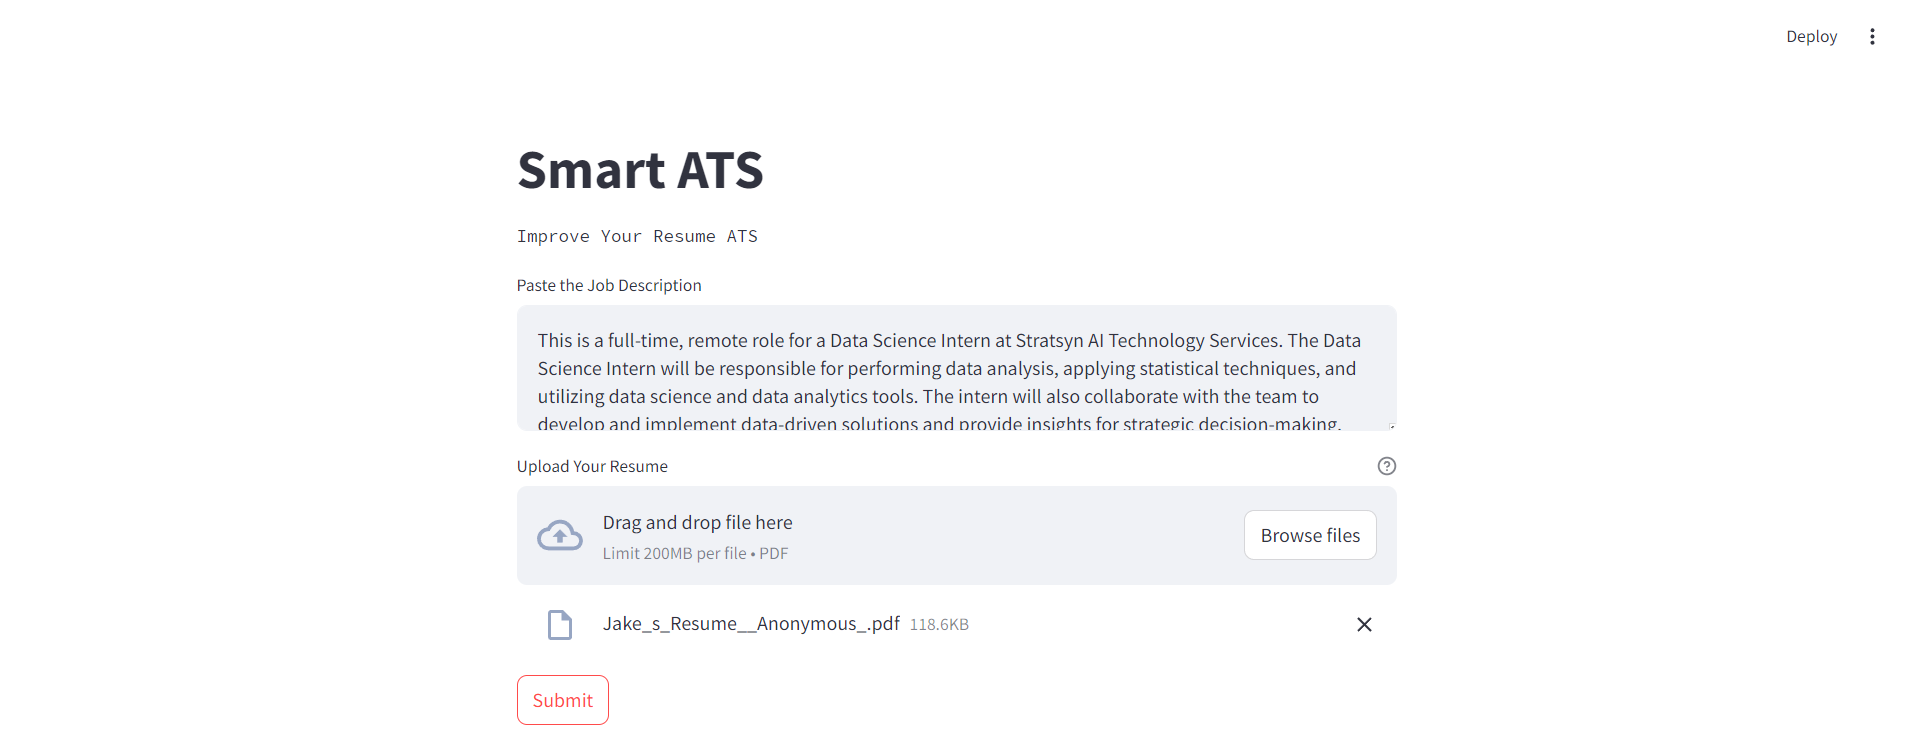 Deploy
Smart ATS
Improve Your Resume ATS
Paste the Job Description
This is a full-time, remote role for a Data Science Intern at Stratsyn AI Technology Services. The Data
Science Intern will be responsible for performing data analysis, applying statistical techniques, and
utilizing data science and data analytics tools. The intern will also collaborate with the team to
develop and implement data-driven solutions and provide insights for strategic decision-making.
Upload Your Resume
Drag and drop file here
Limit 200MB per file • PDF
Browse files
Jake_s_Resume__Anonymous_.pdf 118.6KB
Submit